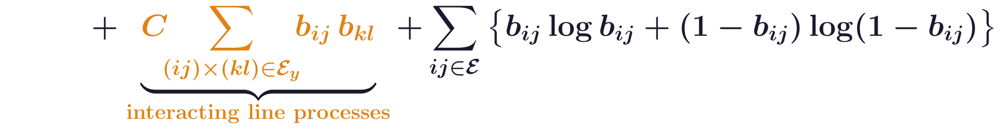 + C ∑ b_{ij} b_{kl} + ∑ {b_{ij} log b_{ij} + (1 − b_{ij}) log(1 − b_{ij})}
(ij)×(kl)∈ℰ_y ij∈ℰ
interacting line processes